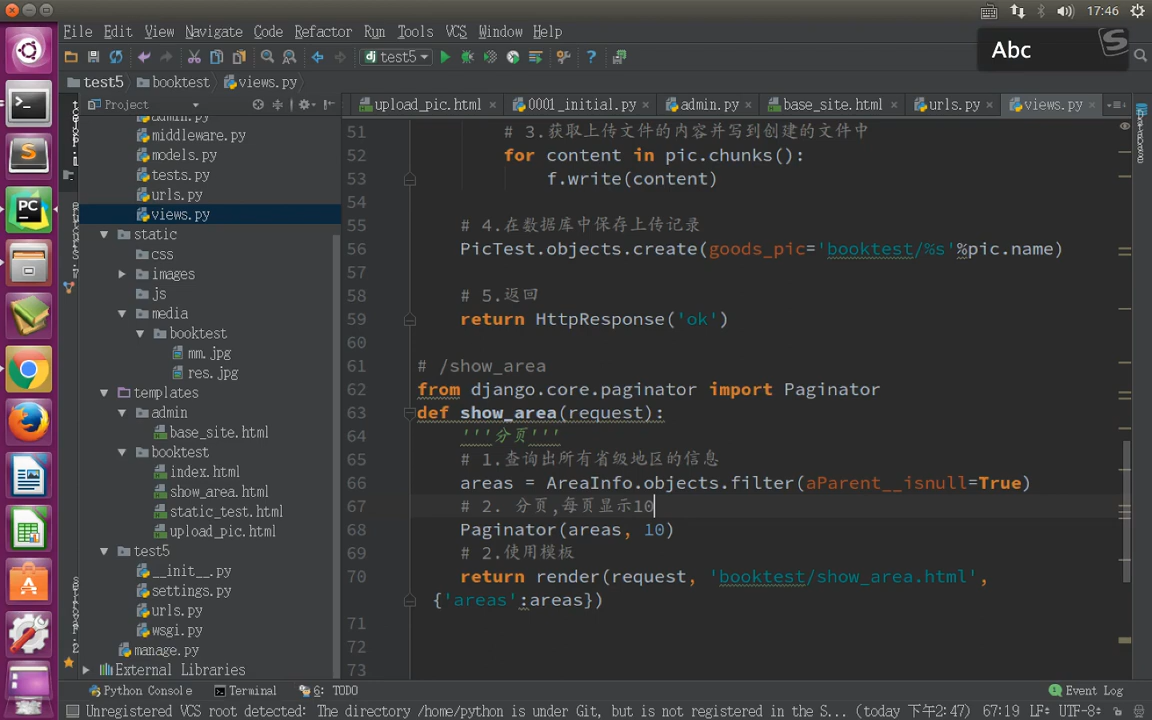 17:46
File Edit View Navigate Code Refactor Run Tools VCS Window Help
Abc
test5
test5 booktest views.py
Project
upload_pic.html 0001_initial.py admin.py base_site.html urls.py views.py
admin.py
middleware.py
models.py
tests.py
urls.py
views.py
static
css
images
js
media
booktest
mm.jpg
res.jpg
templates
admin
base_site.html
booktest
index.html
show_area.html
static_test.html
upload_pic.html
test5
__init__.py
settings.py
urls.py
wsgi.py
manage.py
External Libraries
51 # 3.获取上传文件的内容并写到创建的文件中
52 for content in pic.chunks():
53 f.write(content)
54
55 # 4.在数据库中保存上传记录
56 PicTest.objects.create(goods_pic='booktest/%s'%pic.name)
57
58 # 5.返回
59 return HttpResponse('ok')
60
61 # /show_area
62 from django.core.paginator import Paginator
63 def show_area(request):
64 '''分页'''
65 # 1.查询出所有省级地区的信息
66 areas = AreaInfo.objects.filter(aParent__isnull=True)
67 # 2. 分页,每页显示10
68 Paginator(areas, 10)
69 # 2.使用模板
70 return render(request, 'booktest/show_area.html',
{'areas':areas})
71
72
73
Python Console Terminal 6: TODO Event Log
Unregistered VCS root detected: The directory /home/python is under Git, but is not registered in the S... (today 下午2:47) 67:19 LF÷ UTF-8÷